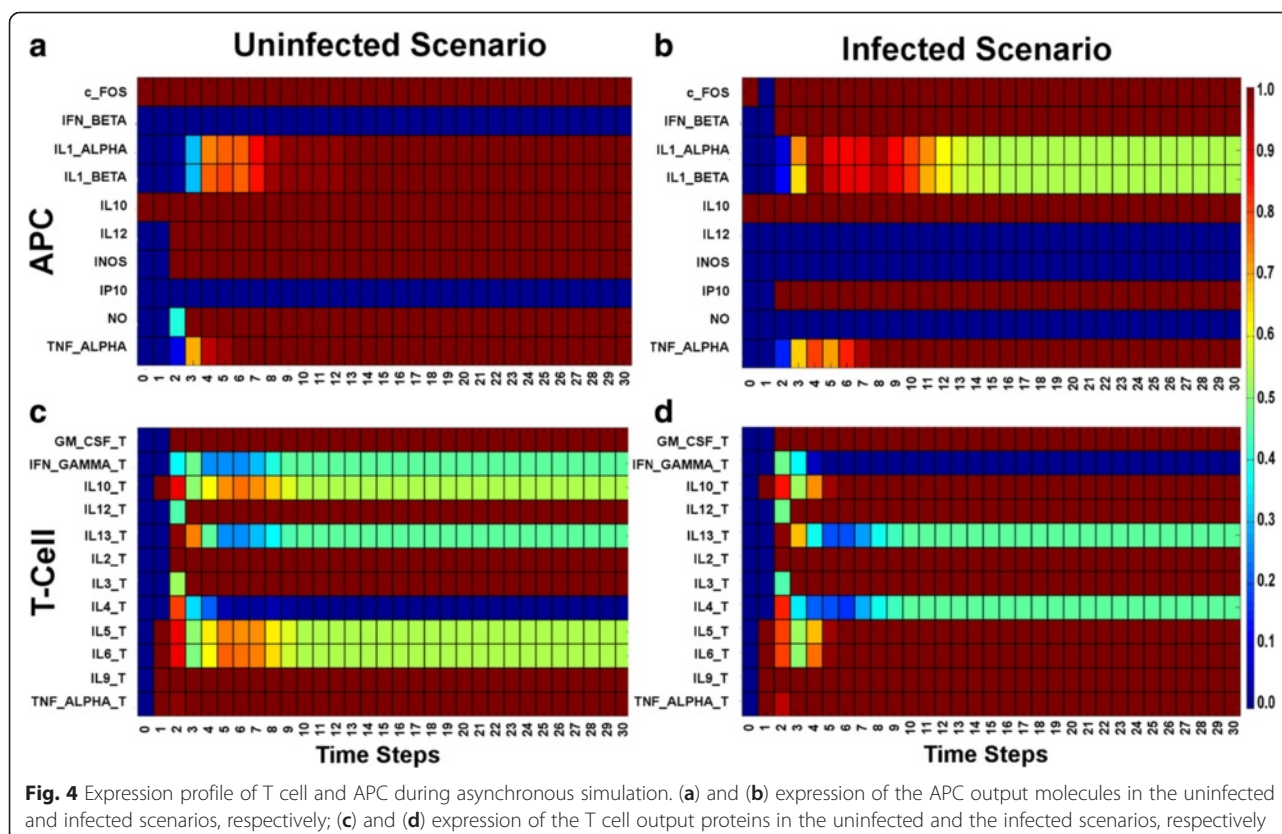 a
Uninfected Scenario
b
Infected Scenario
APC
c_FOS
IFN_BETA
IL1_ALPHA
IL1_BETA
IL10
IL12
INOS
IP10
NO
TNF_ALPHA
0 1 2 3 4 5 6 7 8 9 10 11 12 13 14 15 16 17 18 19 20 21 22 23 24 25 26 27 28 29 30
c_FOS
IFN_BETA
IL1_ALPHA
IL1_BETA
IL10
IL12
INOS
IP10
NO
TNF_ALPHA
0 1 2 3 4 5 6 7 8 9 10 11 12 13 14 15 16 17 18 19 20 21 22 23 24 25 26 27 28 29 30
1.0
0.9
0.8
0.7
0.6
0.5
0.4
0.3
0.2
0.1
0.0
c
d
T-Cell
GM_CSF_T
IFN_GAMMA_T
IL10_T
IL12_T
IL13_T
IL2_T
IL3_T
IL4_T
IL5_T
IL6_T
IL9_T
TNF_ALPHA_T
0 1 2 3 4 5 6 7 8 9 10 11 12 13 14 15 16 17 18 19 20 21 22 23 24 25 26 27 28 29 30
Time Steps
GM_CSF_T
IFN_GAMMA_T
IL10_T
IL12_T
IL13_T
IL2_T
IL3_T
IL4_T
IL5_T
IL6_T
IL9_T
TNF_ALPHA_T
0 1 2 3 4 5 6 7 8 9 10 11 12 13 14 15 16 17 18 19 20 21 22 23 24 25 26 27 28 29 30
Time Steps
Fig. 4 Expression profile of T cell and APC during asynchronous simulation. (a) and (b) expression of the APC output molecules in the uninfected
and infected scenarios, respectively; (c) and (d) expression of the T cell output proteins in the uninfected and the infected scenarios, respectively